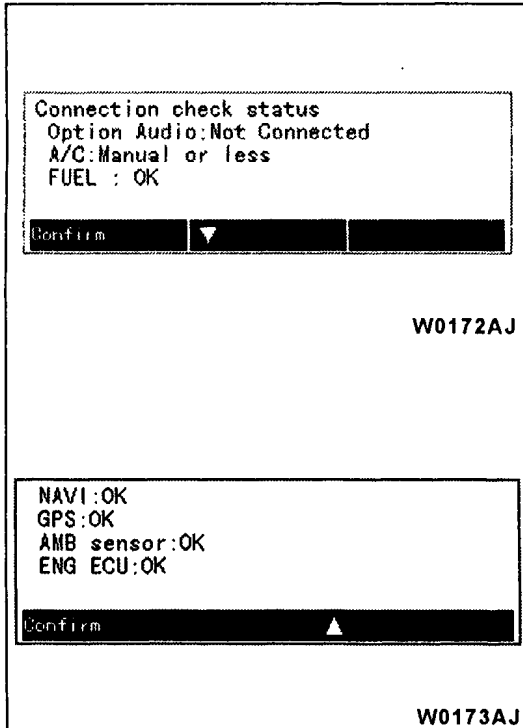 Connection check status
Option Audio:Not Connected
A/C:Manual or less
FUEL : OK
Confirm ▼
W0172AJ
NAVI:OK
GPS:OK
AMB sensor:OK
ENG ECU:OK
Confirm ▲
W0173AJ